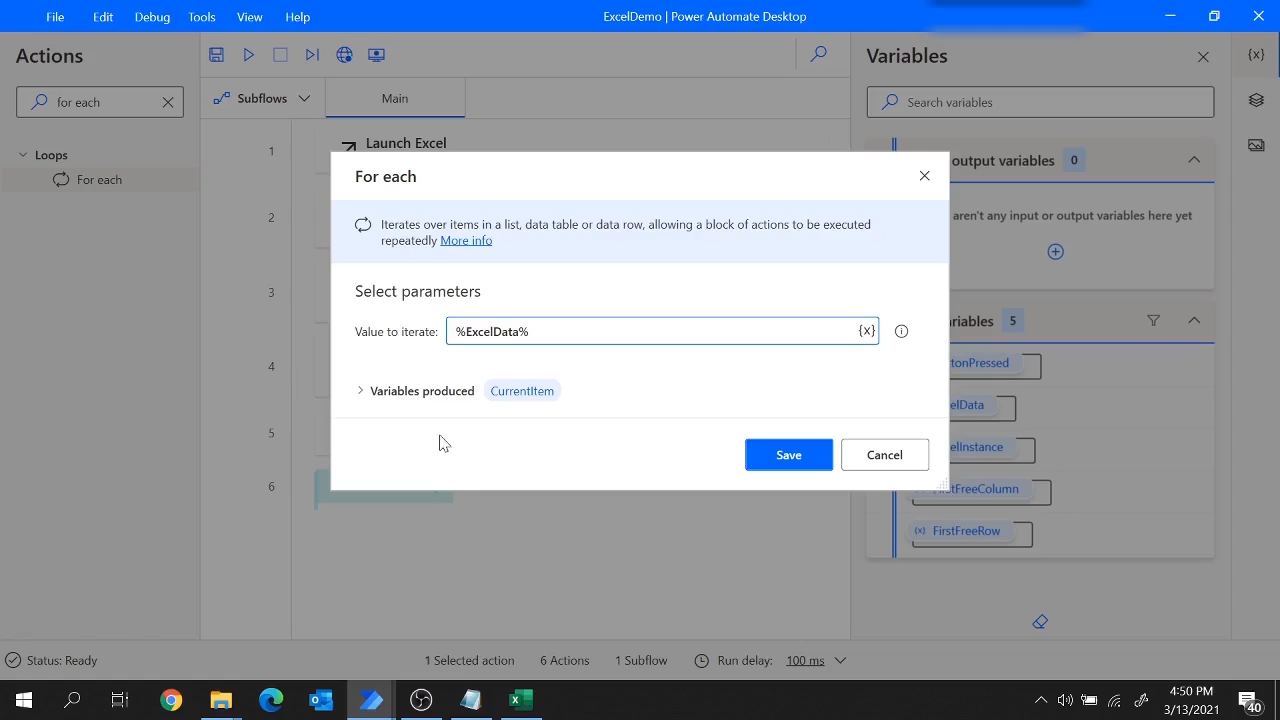 File Edit Debug Tools View Help
ExcelDemo | Power Automate Desktop
Actions
for each
Loops
For each
Subflows
Main
1
Launch Excel
2
3
4
5
6
For each
Iterates over items in a list, data table or data row, allowing a block of actions to be executed
repeatedly More info
Select parameters
Value to iterate: %ExcelData% {x}
Variables produced CurrentItem
Save Cancel
Variables
{x}
Search variables
output variables 0
aren't any input or output variables here yet
5
FirstFreeRow
Status: Ready
1 Selected action
6 Actions
1 Subflow
Run delay: 100 ms
4:50 PM
3/13/2021
40